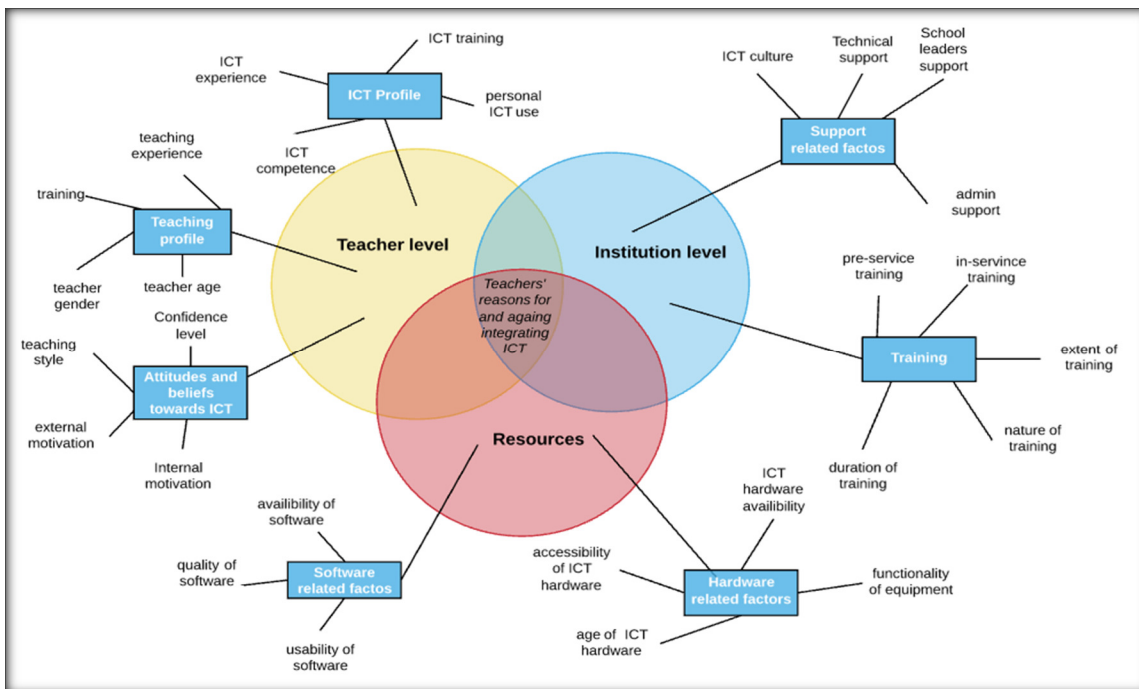 ICT training
ICT
experience
ICT Profile
personal
ICT use
ICT
competence
teaching
experience
training
Teaching
profile
teacher
gender
teacher age
Confidence
level
teaching
style
Attitudes and
beliefs
towards ICT
external
motivation
Internal
motivation
Teacher level
Institution level
Teachers'
reasons for
and againg
integrating
ICT
Resources
ICT culture
Technical
support
School
leaders
support
Support
related factos
admin
support
pre-service
training
in-servince
training
Training
extent of
training
nature of
training
duration of
training
availibility of
software
quality of
software
Software
related factos
usability of
software
ICT
hardware
availibility
accessibility
of ICT
hardware
Hardware
related factors
functionality
of equipment
age of  ICT
hardware